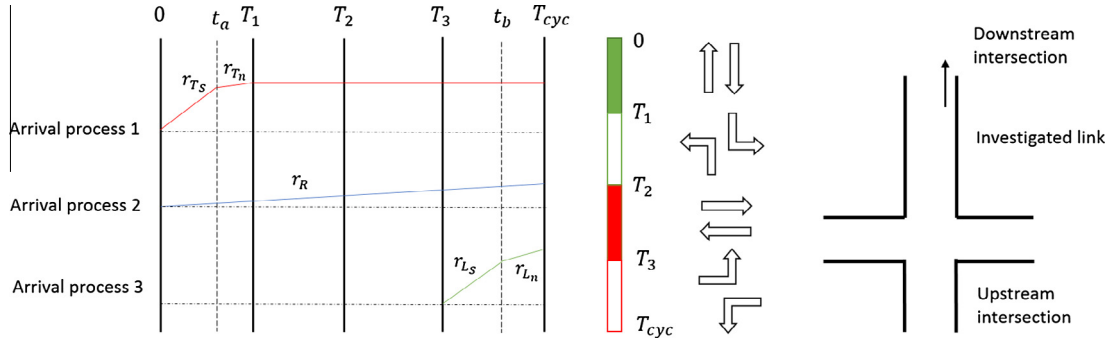 0 t_a T_1 T_2 T_3 t_b T_cyc
r_Ts r_Tn
Arrival process 1
r_R
Arrival process 2
r_Ls r_Ln
Arrival process 3
0
T_1
T_2
T_3
T_cyc
Downstream
intersection
Investigated link
Upstream
intersection